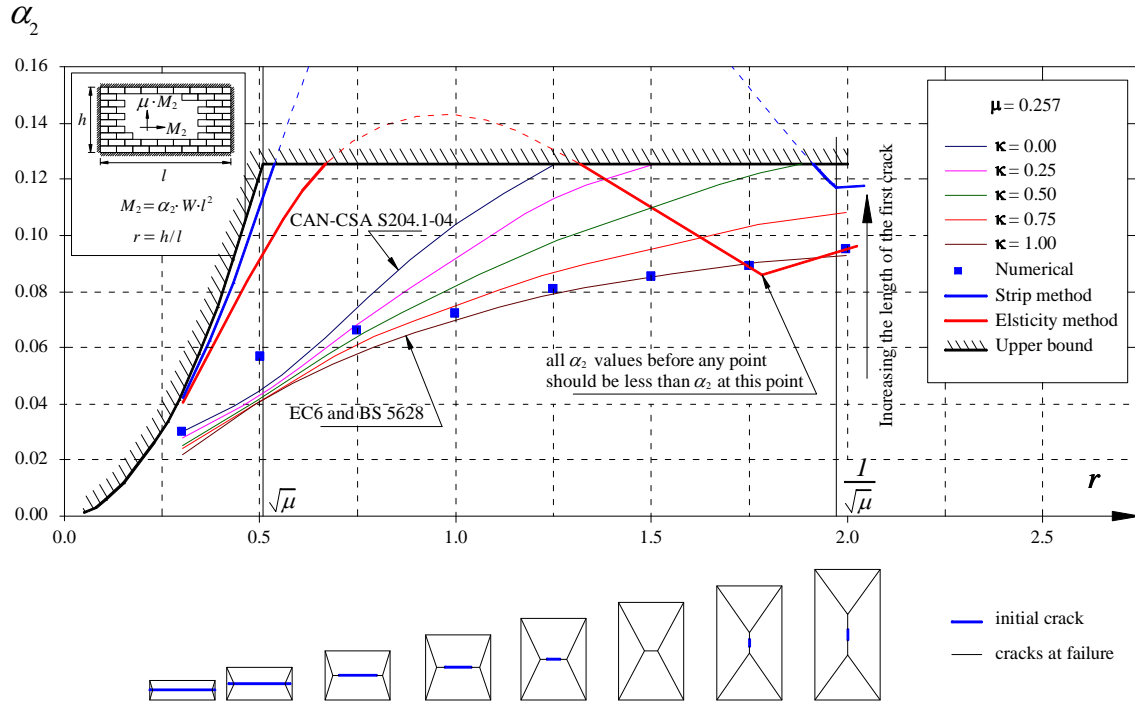 α₂
0.16
0.14
0.12
0.10
0.08
0.06
0.04
0.02
0.00
0.0
0.5
1.0
1.5
2.0
2.5
r
h
μ·M₂
M₂
l
M₂ = α₂·W·l²
r = h/l
CAN-CSA S204.1-04
EC6 and BS 5628
all α₂ values before any point
should be less than α₂ at this point
Increasing the length of the first crack
√μ
1/√μ
μ = 0.257
κ = 0.00
κ = 0.25
κ = 0.50
κ = 0.75
κ = 1.00
Numerical
Strip method
Elsticity method
Upper bound
initial crack
cracks at failure